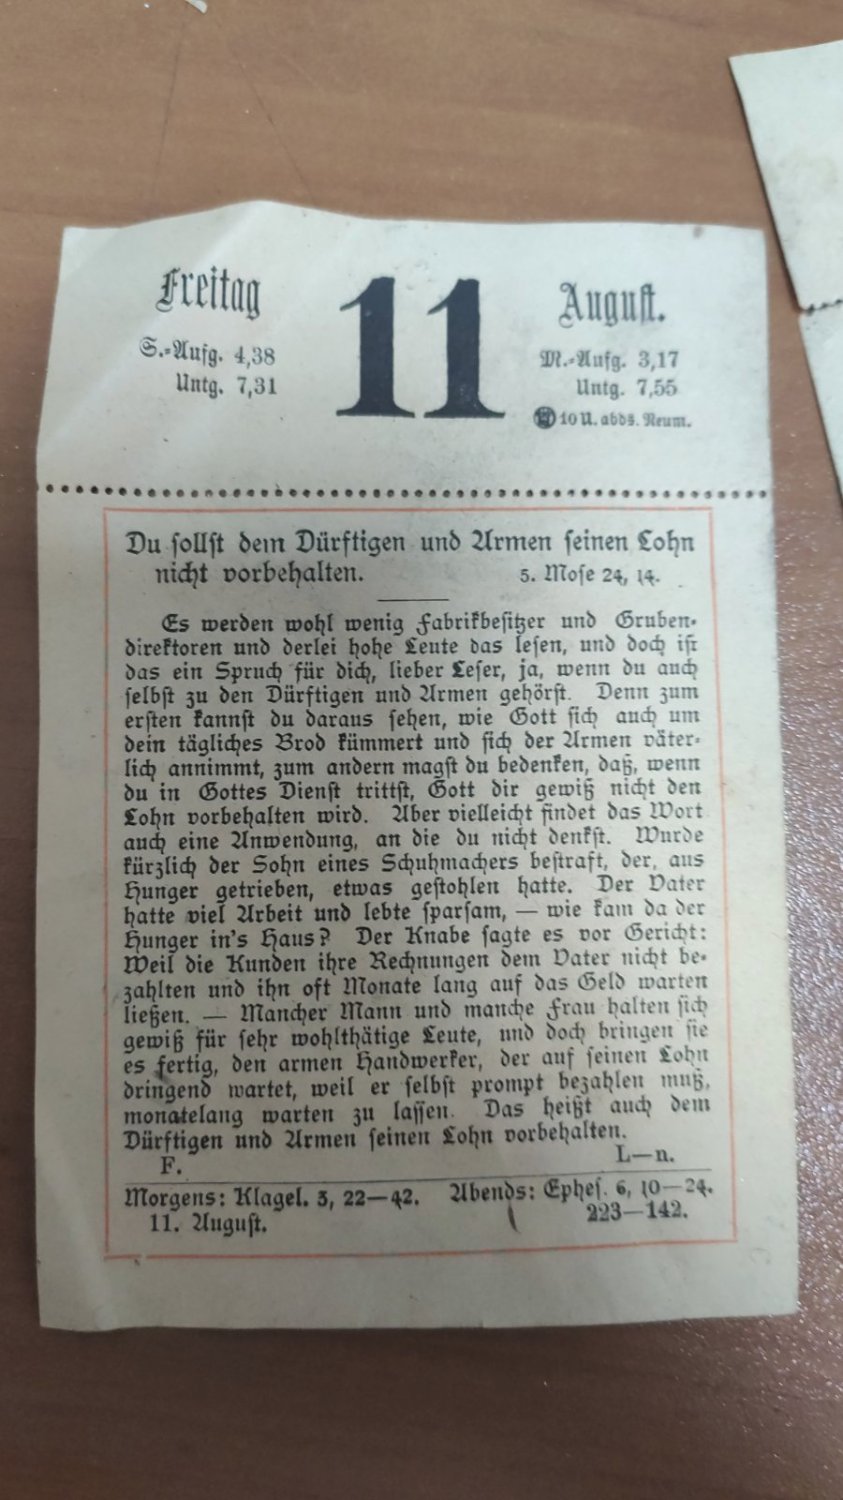 Freitag
11
August.
S.-Aufg. 4,38
Untg. 7,31
M.-Aufg. 3,17
Untg. 7,55
10 U. abds. Neum.
Du sollst dem Dürftigen und Armen seinen Lohn
nicht vorbehalten. 5. Mose 24, 14.
Es werden wohl wenig Fabrikbesitzer und Gruben-
direktoren und derlei hohe Leute das lesen, und doch ist
das ein Spruch für dich, lieber Leser, ja, wenn du auch
selbst zu den Dürftigen und Armen gehörst. Denn zum
ersten kannst du daraus sehen, wie Gott sich auch um
dein tägliches Brod kümmert und sich der Armen väter-
lich annimmt, zum andern magst du bedenken, daß, wenn
du in Gottes Dienst trittst, Gott dir gewiß nicht den
Lohn vorbehalten wird. Aber vielleicht findet das Wort
auch eine Anwendung, an die du nicht denkst. Wurde
kürzlich der Sohn eines Schuhmachers bestraft, der, aus
Hunger getrieben, etwas gestohlen hatte. Der Vater
hatte viel Arbeit und lebte sparsam, — wie kam da der
Hunger in's Haus? Der Knabe sagte es vor Gericht:
Weil die Kunden ihre Rechnungen dem Vater nicht be-
zahlten und ihn oft Monate lang auf das Geld warten
ließen. — Mancher Mann und manche Frau halten sich
gewiß für sehr wohlthätige Leute, und doch bringen sie
es fertig, den armen Handwerker, der auf seinen Lohn
dringend wartet, weil er selbst prompt bezahlen muß,
monatelang warten zu lassen. Das heißt auch dem
Dürftigen und Armen seinen Lohn vorbehalten.
F. L—n.
Morgens: Klagel. 3, 22—42. Abends: Ephes. 6, 10—24.
11. August. 223—142.